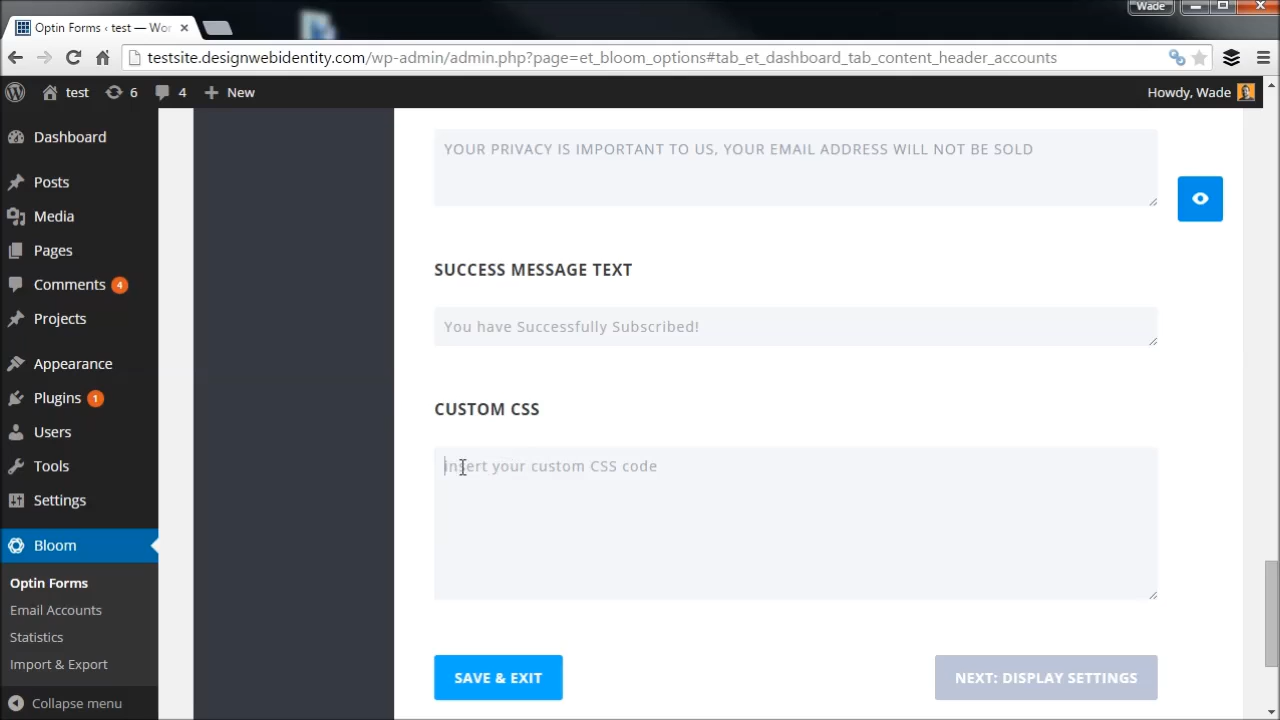 Wade
Optin Forms ‹ test — Wor
testsite.designwebidentity.com/wp-admin/admin.php?page=et_bloom_options#tab_et_dashboard_tab_content_header_accounts
test 6 4 New Howdy, Wade
Dashboard
Posts
Media
Pages
Comments 4
Projects
Appearance
Plugins 1
Users
Tools
Settings
Bloom
Optin Forms
Email Accounts
Statistics
Import & Export
Collapse menu
YOUR PRIVACY IS IMPORTANT TO US, YOUR EMAIL ADDRESS WILL NOT BE SOLD
SUCCESS MESSAGE TEXT
You have Successfully Subscribed!
CUSTOM CSS
Insert your custom CSS code
SAVE & EXIT
NEXT: DISPLAY SETTINGS